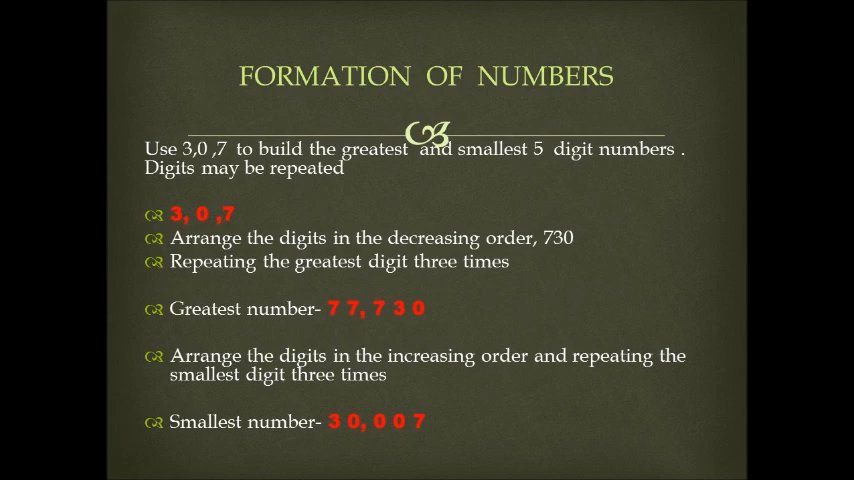 FORMATION OF NUMBERS
Use 3,0 ,7 to build the greatest and smallest 5 digit numbers .
Digits may be repeated
3, 0 ,7
Arrange the digits in the decreasing order, 730
Repeating the greatest digit three times
Greatest number- 7 7, 7 3 0
Arrange the digits in the increasing order and repeating the
smallest digit three times
Smallest number- 3 0, 0 0 7